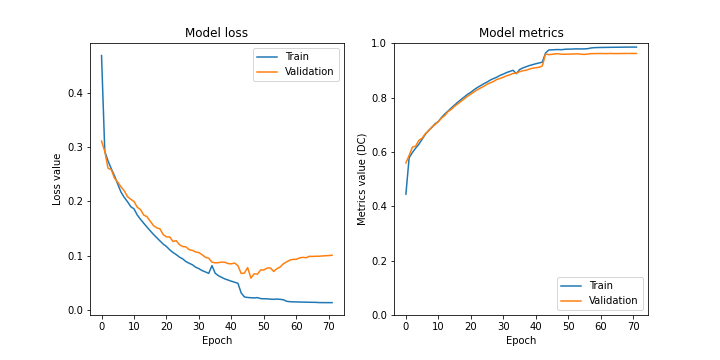 Model loss
Loss value
0.4
0.3
0.2
0.1
0.0
0 10 20 30 40 50 60 70
Epoch
Train
Validation
Model metrics
Metrics value (DC)
1.0
0.8
0.6
0.4
0.2
0.0
0 10 20 30 40 50 60 70
Epoch
Train
Validation